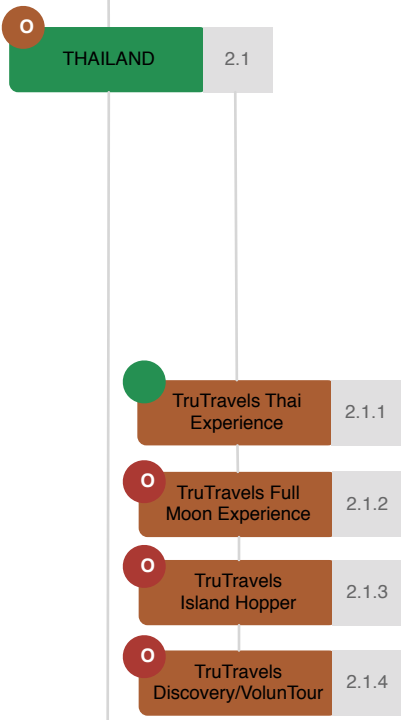 O
THAILAND 2.1
TruTravels Thai
Experience
2.1.1
O
TruTravels Full
Moon Experience
2.1.2
O
TruTravels
Island Hopper
2.1.3
O
TruTravels
Discovery/VolunTour
2.1.4